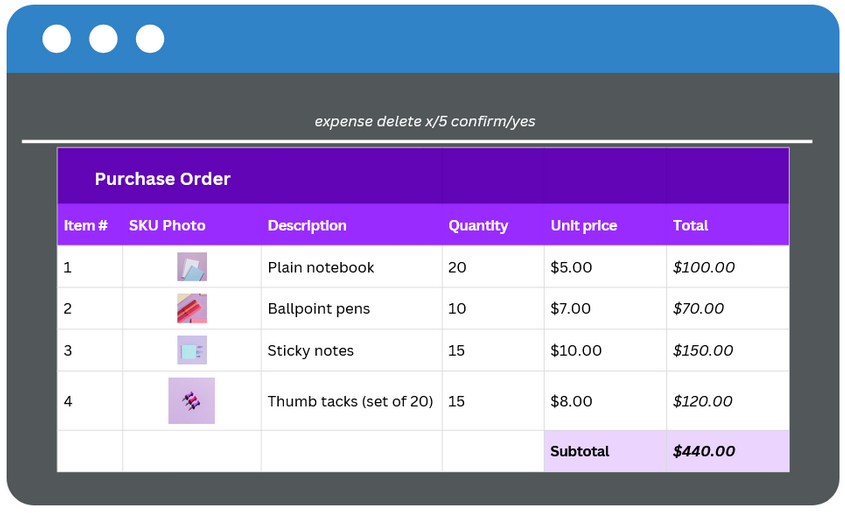 expense delete x/5 confirm/yes
Purchase Order
Item # SKU Photo Description Quantity Unit price Total
1 Plain notebook 20 $5.00 $100.00
2 Ballpoint pens 10 $7.00 $70.00
3 Sticky notes 15 $10.00 $150.00
4 Thumb tacks (set of 20) 15 $8.00 $120.00
Subtotal $440.00